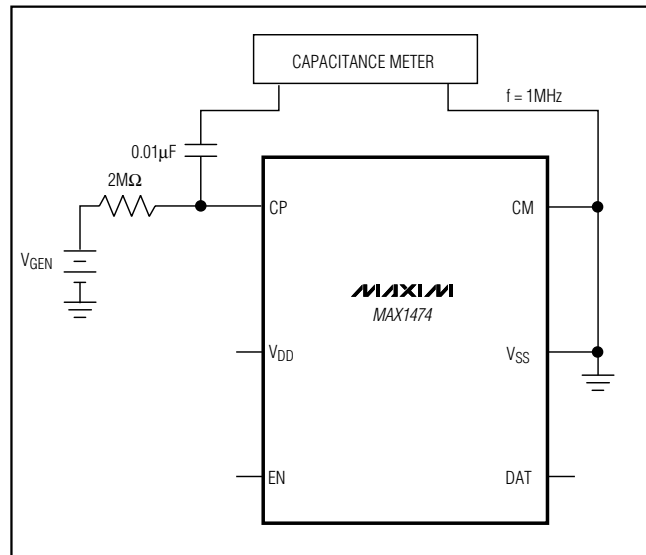 CAPACITANCE METER
f = 1MHz
0.01µF
2MΩ
CP
CM
VGEN
MAXIM
MAX1474
VDD
VSS
EN
DAT